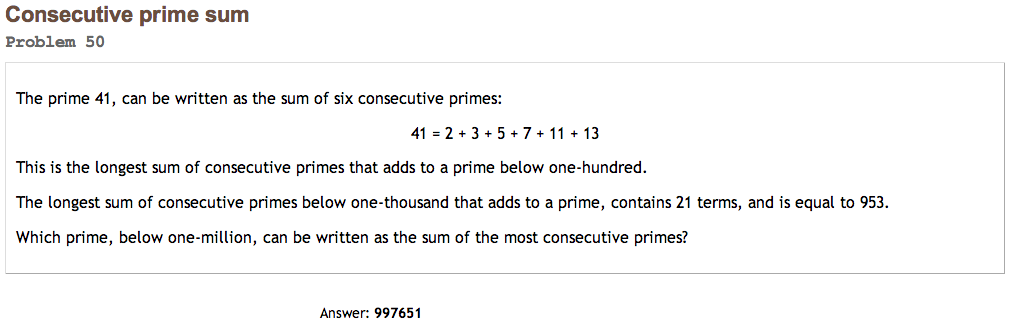 Consecutive prime sum
Problem 50
The prime 41, can be written as the sum of six consecutive primes:
41 = 2 + 3 + 5 + 7 + 11 + 13
This is the longest sum of consecutive primes that adds to a prime below one-hundred.
The longest sum of consecutive primes below one-thousand that adds to a prime, contains 21 terms, and is equal to 953.
Which prime, below one-million, can be written as the sum of the most consecutive primes?
Answer: 997651